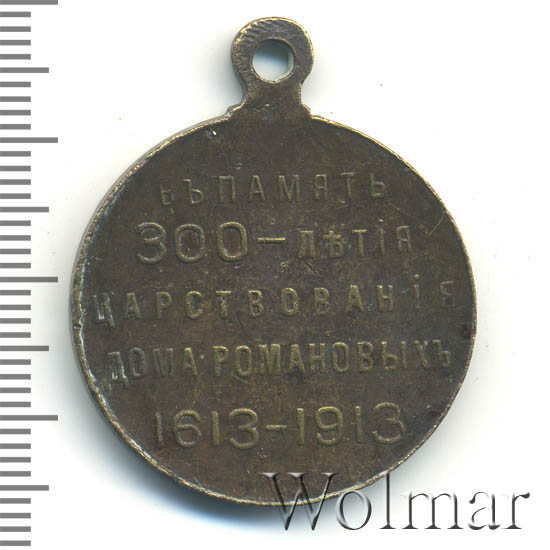 ВЪ ПАМЯТЬ
300-ЛѢТІЯ
ЦАРСТВОВАНІЯ
ДОМА РОМАНОВЫХЪ
1613-1913
Wolmar